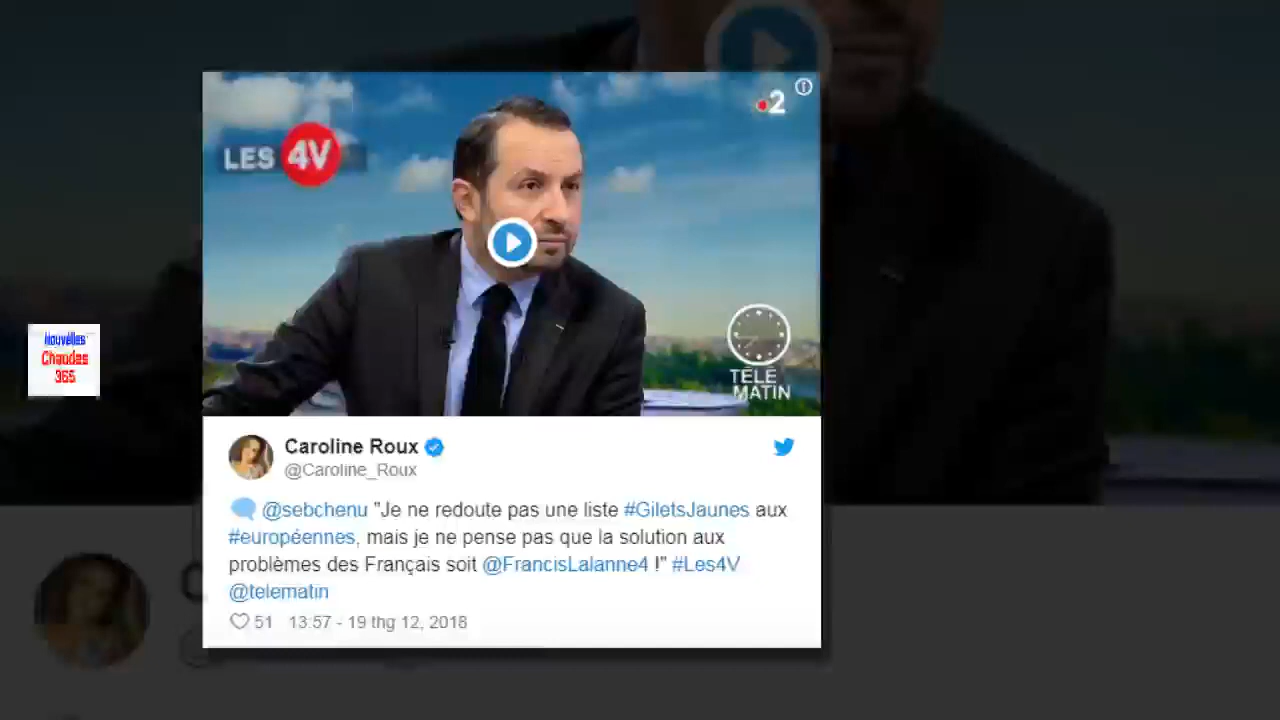 LES 4V
2
TÉLÉ
MATIN
Nouvelles
Chaudes
365
Caroline Roux
@Caroline_Roux
@sebchenu "Je ne redoute pas une liste #GiletsJaunes aux
#européennes, mais je ne pense pas que la solution aux
problèmes des Français soit @FrancisLalanne4 !" #Les4V
@telematin
51 13:57 - 19 thg 12, 2018